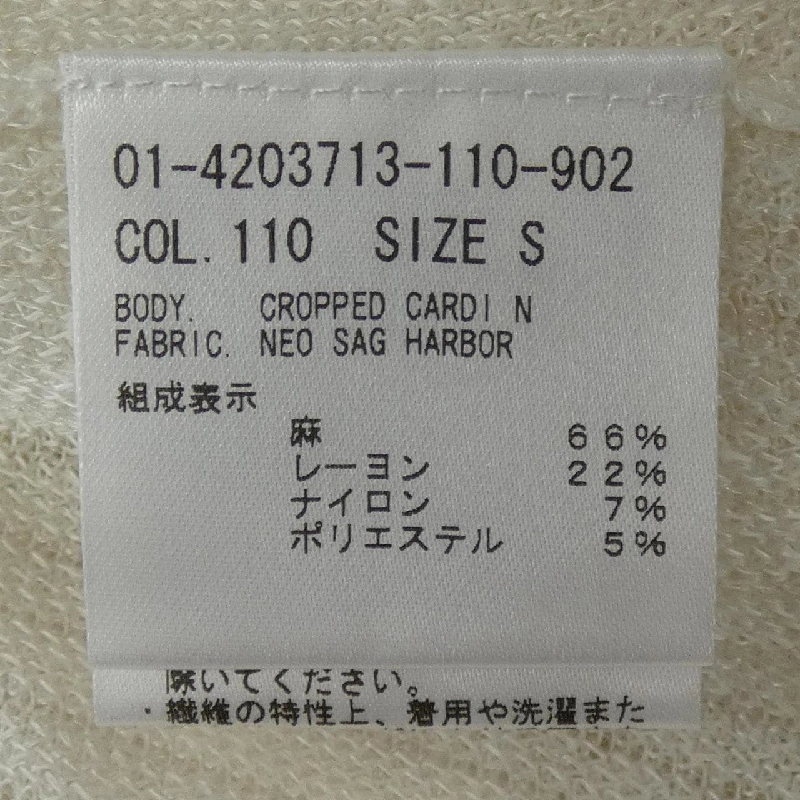 01-4203713-110-902
COL. 110 SIZE S
BODY. CROPPED CARDI N
FABRIC. NEO SAG HARBOR
組成表示
麻 66%
レーヨン 22%
ナイロン 7%
ポリエステル 5%
除いてください。
・繊維の特性上、着用や洗濯また